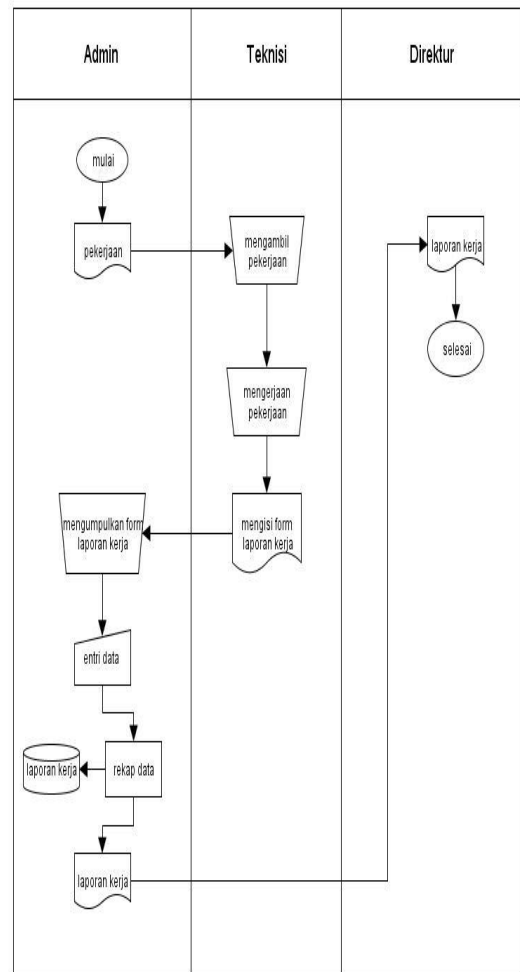 Admin
Teknisi
Direktur
mulai
pekerjaan
mengambil
pekerjaan
laporan kerja
selesai
mengerjaan
pekerjaan
mengisi form
laporan kerja
mengumpulkan form
laporan kerja
entri data
rekap data
laporan kerja
laporan kerja